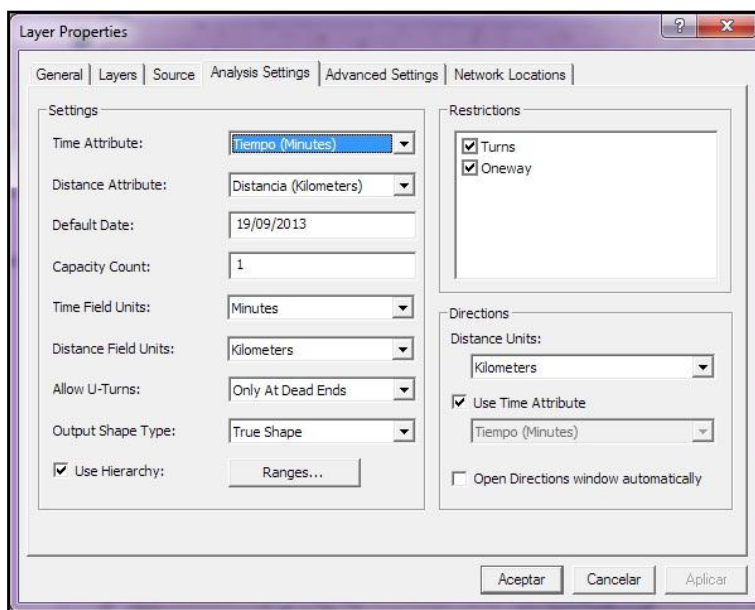 Layer Properties
General
Layers
Source
Analysis Settings
Advanced Settings
Network Locations
Settings
Time Attribute:
Tiempo (Minutes)
Distance Attribute:
Distancia (Kilometers)
Default Date:
19/09/2013
Capacity Count:
1
Time Field Units:
Minutes
Distance Field Units:
Kilometers
Allow U-Turns:
Only At Dead Ends
Output Shape Type:
True Shape
Use Hierarchy:
Ranges...
Restrictions
Turns
Oneway
Directions
Distance Units:
Kilometers
Use Time Attribute
Tiempo (Minutes)
Open Directions window automatically
Aceptar
Cancelar
Aplicar